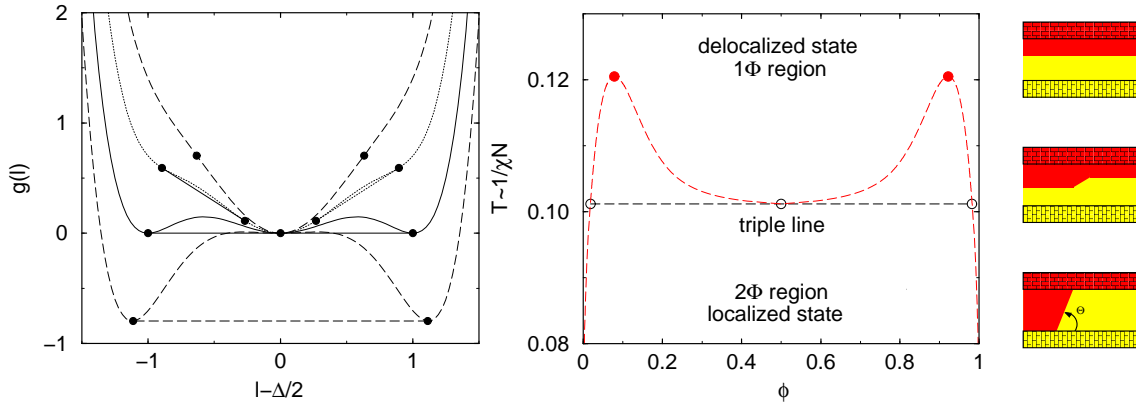 2
1
0
−1
g(l)
−1
0
1
l−Δ/2
0.12
0.10
0.08
T~1/χN
delocalized state
1Φ region
triple line
2Φ region
localized state
0
0.2
0.4
0.6
0.8
1
ϕ
Θ